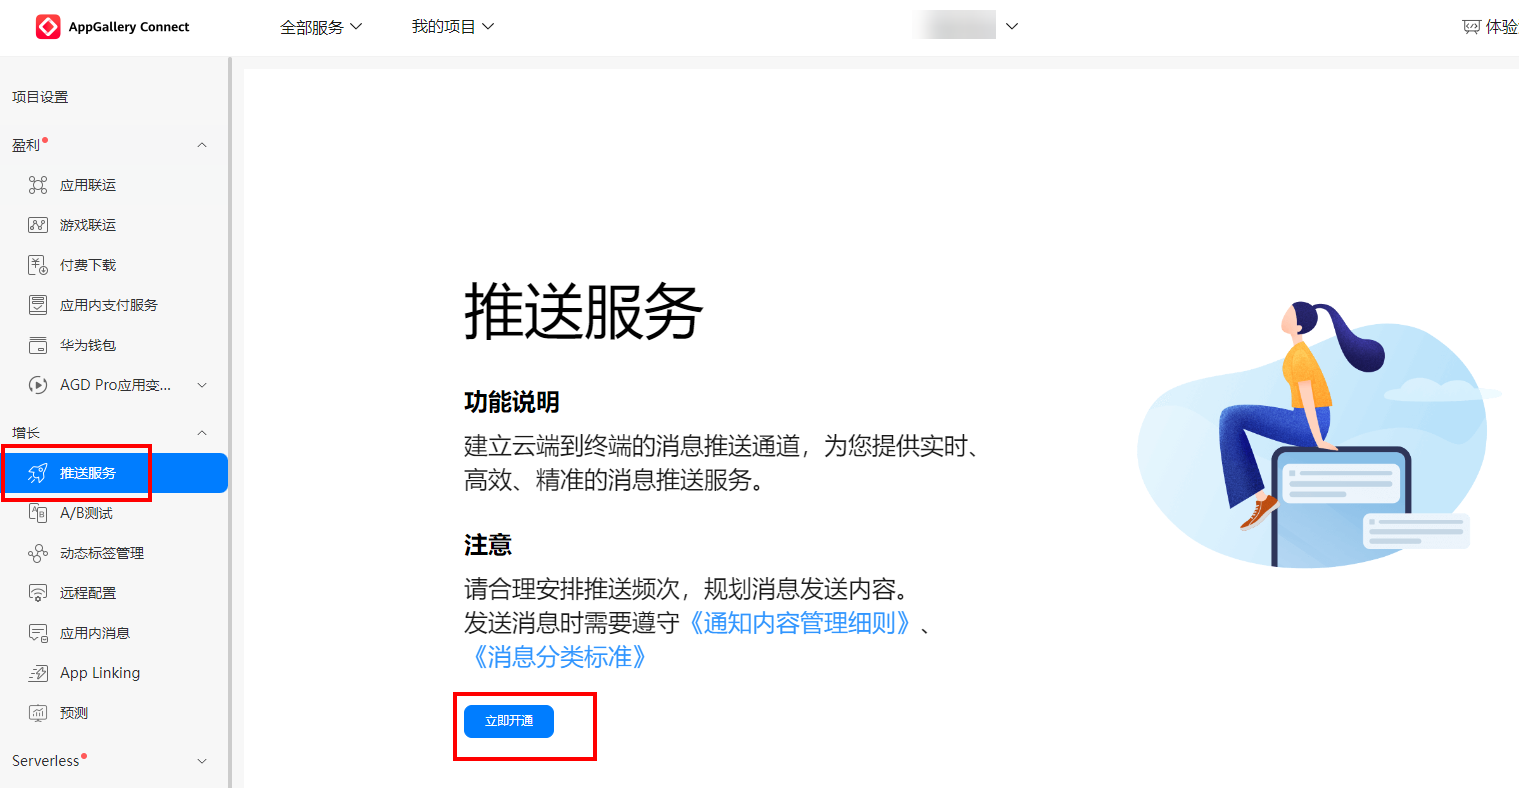 AppGallery Connect
全部服务
我的项目
体验
项目设置
盈利
应用联运
游戏联运
付费下载
应用内支付服务
华为钱包
AGD Pro应用变...
增长
推送服务
A/B测试
动态标签管理
远程配置
应用内消息
App Linking
预测
Serverless
推送服务
功能说明
建立云端到终端的消息推送通道，为您提供实时、
高效、精准的消息推送服务。
注意
请合理安排推送频次，规划消息发送内容。
发送消息时需要遵守《通知内容管理细则》、
《消息分类标准》
立即开通